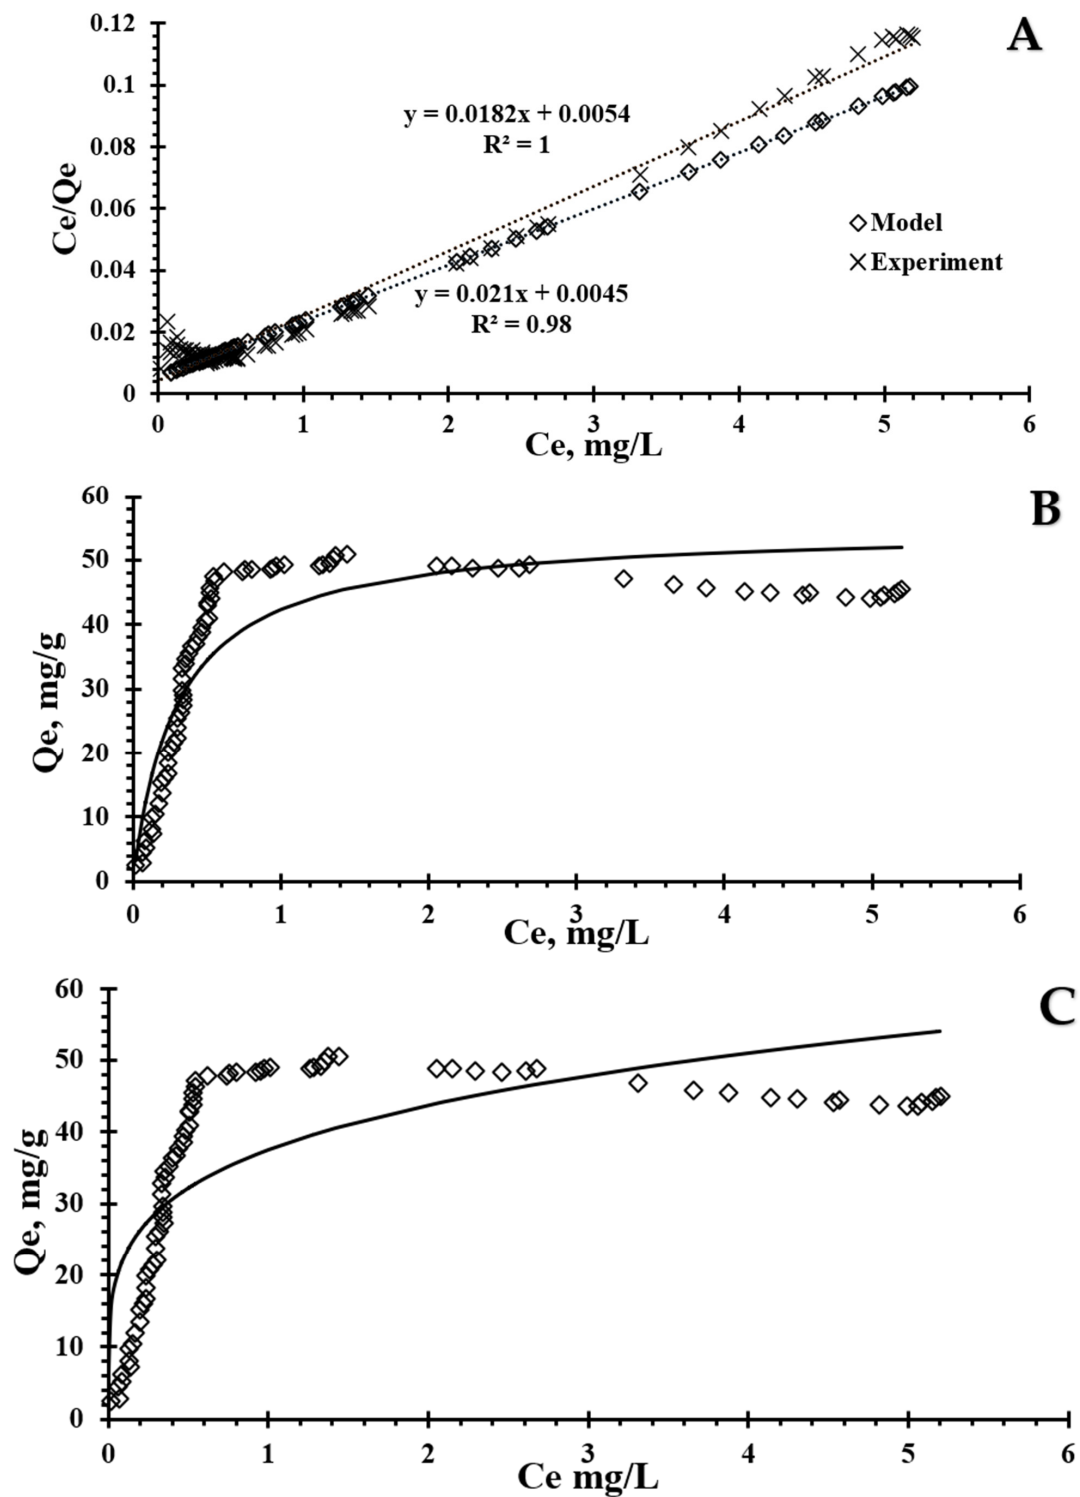 A
0.12
0.1
0.08
0.06
0.04
0.02
0
Ce/Qe
y = 0.0182x + 0.0054
R² = 1
Model
Experiment
y = 0.021x + 0.0045
R² = 0.98
0 1 2 3 4 5 6
Ce, mg/L
B
60
50
40
30
20
10
0
Qe, mg/g
0 1 2 3 4 5 6
Ce, mg/L
C
60
50
40
30
20
10
0
Qe, mg/g
0 1 2 3 4 5 6
Ce mg/L